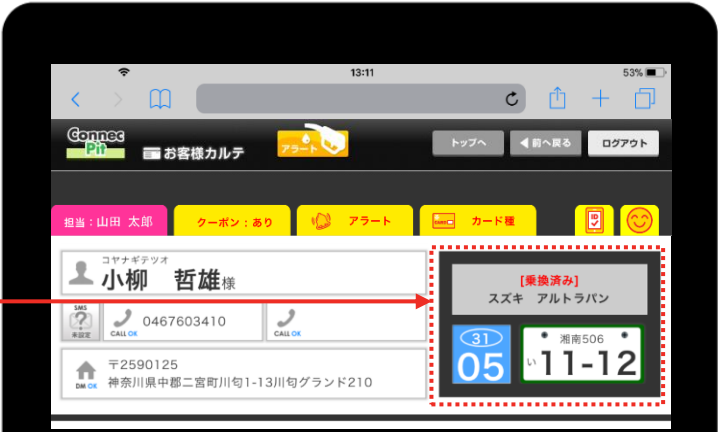 13:11
53%
Connec
Pit
お客様カルテ
アラート
トップへ
前へ戻る
ログアウト
担当：山田 太郎
クーポン：あり
アラート
カード種
ID
コヤナギテツオ
小柳 哲雄様
[乗換済み]
スズキ アルトラパン
SMS
?
未設定
CALL OK
0467603410
CALL OK
31
05
湘南506
い 11-12
DM OK
〒2590125
神奈川県中郡二宮町川匂1-13川匂グランド210